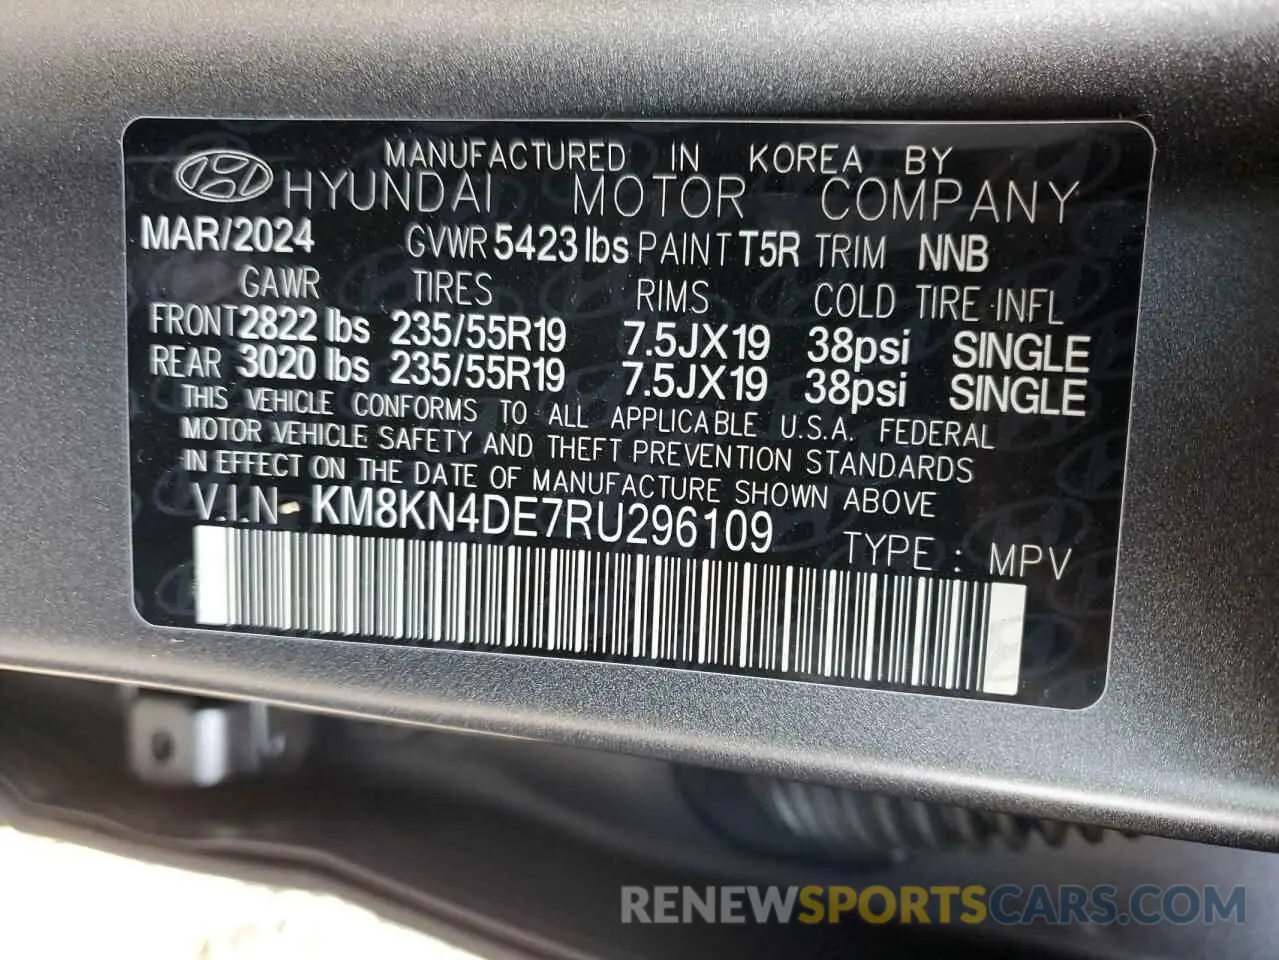 MANUFACTURED IN KOREA BY
HYUNDAI MOTOR COMPANY
MAR/2024 GVWR 5423 lbs PAINT T5R TRIM NNB
GAWR TIRES RIMS COLD TIRE INFL
FRONT 2822 lbs 235/55R19 7.5JX19 38psi SINGLE
REAR 3020 lbs 235/55R19 7.5JX19 38psi SINGLE
THIS VEHICLE CONFORMS TO ALL APPLICABLE U.S.A. FEDERAL
MOTOR VEHICLE SAFETY AND THEFT PREVENTION STANDARDS
IN EFFECT ON THE DATE OF MANUFACTURE SHOWN ABOVE
V.I.N - KM8KN4DE7RU296109 TYPE : MPV
RENEWSPORTSCARS.COM